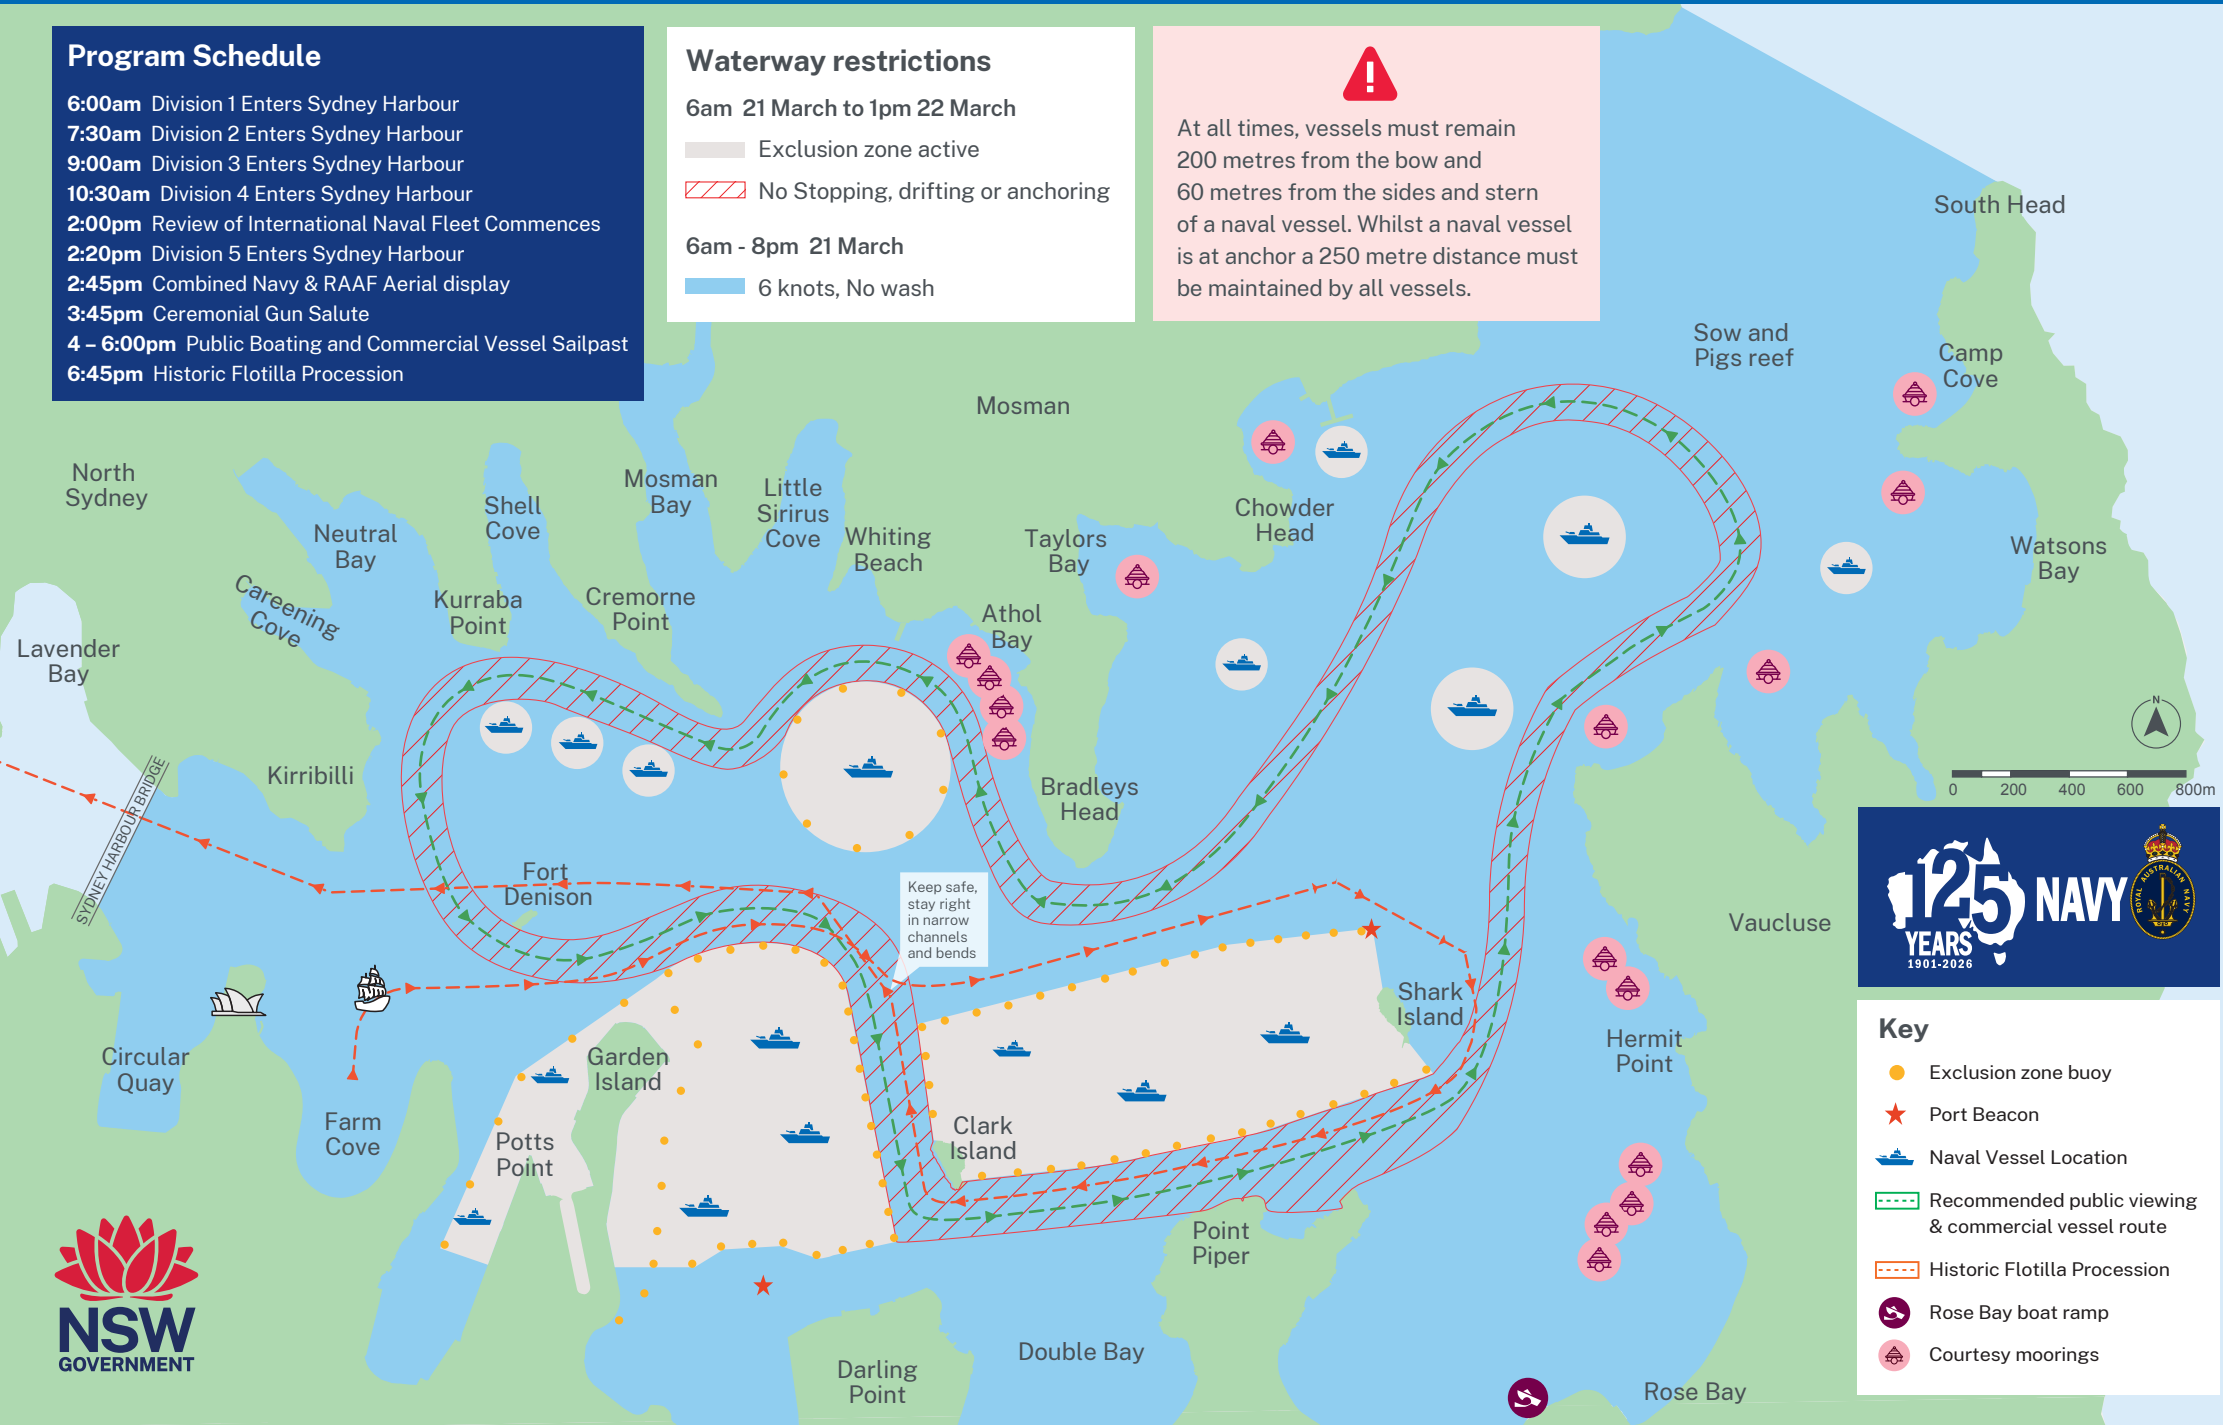 Program Schedule
6:00am Division 1 Enters Sydney Harbour
7:30am Division 2 Enters Sydney Harbour
9:00am Division 3 Enters Sydney Harbour
10:30am Division 4 Enters Sydney Harbour
2:00pm Review of International Naval Fleet Commences
2:20pm Division 5 Enters Sydney Harbour
2:45pm Combined Navy & RAAF Aerial display
3:45pm Ceremonial Gun Salute
4 – 6:00pm Public Boating and Commercial Vessel Sailpast
6:45pm Historic Flotilla Procession
Waterway restrictions
6am 21 March to 1pm 22 March
Exclusion zone active
No Stopping, drifting or anchoring
6am - 8pm 21 March
6 knots, No wash
!
At all times, vessels must remain
200 metres from the bow and
60 metres from the sides and stern
of a naval vessel. Whilst a naval vessel
is at anchor a 250 metre distance must
be maintained by all vessels.
South Head
Sow and
Pigs reef
Camp
Cove
Mosman
North
Sydney
Neutral
Bay
Shell
Cove
Mosman
Bay
Little
Sirirus
Cove
Whiting
Beach
Taylors
Bay
Chowder
Head
Watsons
Bay
Careening
Cove
Kurraba
Point
Cremorne
Point
Athol
Bay
Lavender
Bay
Kirribilli
Bradleys
Head
SYDNEY HARBOUR BRIDGE
Fort
Denison
Keep safe,
stay right
in narrow
channels
and bends
N
0 200 400 600 800m
125
YEARS
1901-2026
NAVY
ROYAL AUSTRALIAN NAVY
Vaucluse
Shark
Island
Circular
Quay
Garden
Island
Hermit
Point
Farm
Cove
Potts
Point
Clark
Island
Point
Piper
Double Bay
Darling
Point
Rose Bay
NSW
GOVERNMENT
Key
Exclusion zone buoy
Port Beacon
Naval Vessel Location
Recommended public viewing
& commercial vessel route
Historic Flotilla Procession
Rose Bay boat ramp
Courtesy moorings